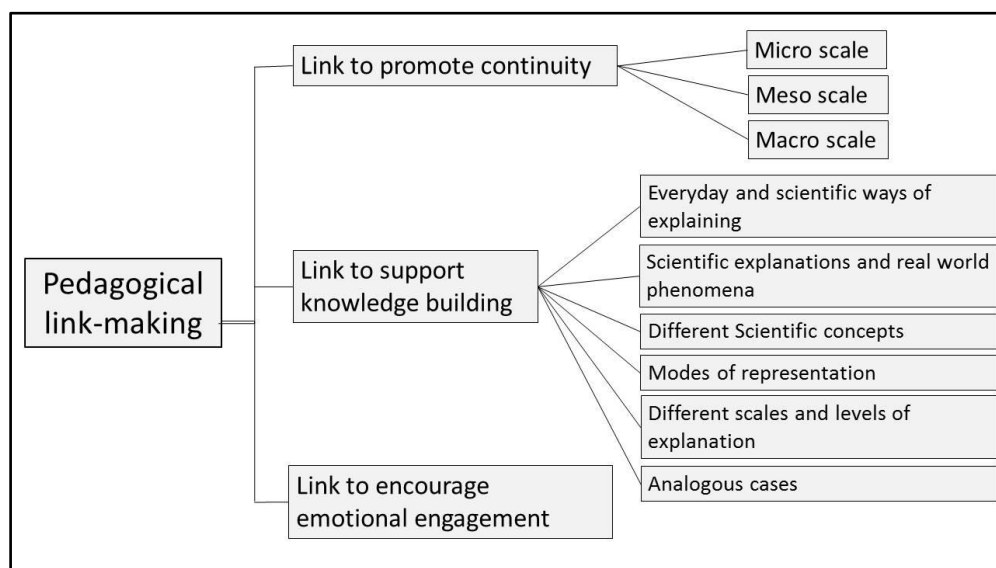 Pedagogical
link-making
Link to promote continuity
Micro scale
Meso scale
Macro scale
Link to support
knowledge building
Everyday and scientific ways of
explaining
Scientific explanations and real world
phenomena
Different Scientific concepts
Modes of representation
Different scales and levels of
explanation
Analogous cases
Link to encourage
emotional engagement